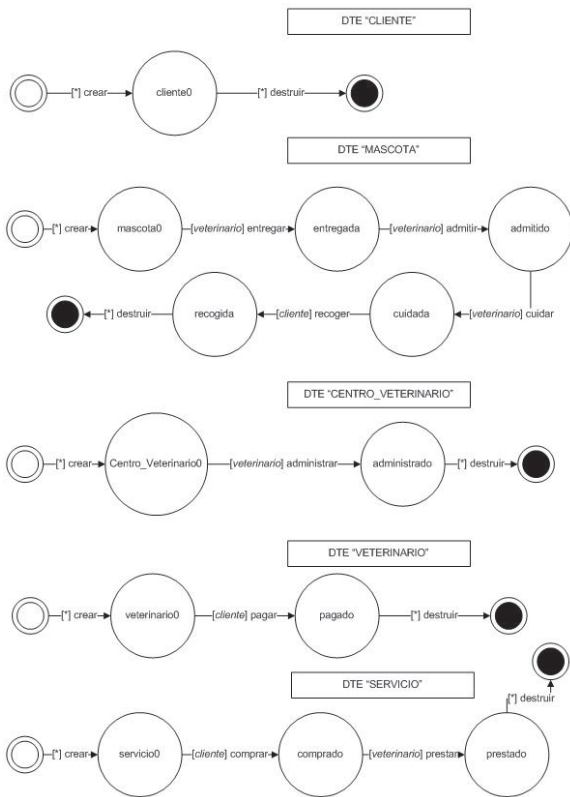 DTE "CLIENTE"
[*] crear cliente0 [*] destruir
DTE "MASCOTA"
[*] crear mascota0 [veterinario] entregar entregada [veterinario] admitir admitido
[*] destruir recogida [cliente] recoger cuidada [veterinario] cuidar
DTE "CENTRO_VETERINARIO"
[*] crear Centro_Veterinario0 [veterinario] administrar administrado [*] destruir
DTE "VETERINARIO"
[*] crear veterinario0 [cliente] pagar pagado [*] destruir
DTE "SERVICIO"
[*] destruir
[*] crear servicio0 [cliente] comprar comprado [veterinario] prestar prestado